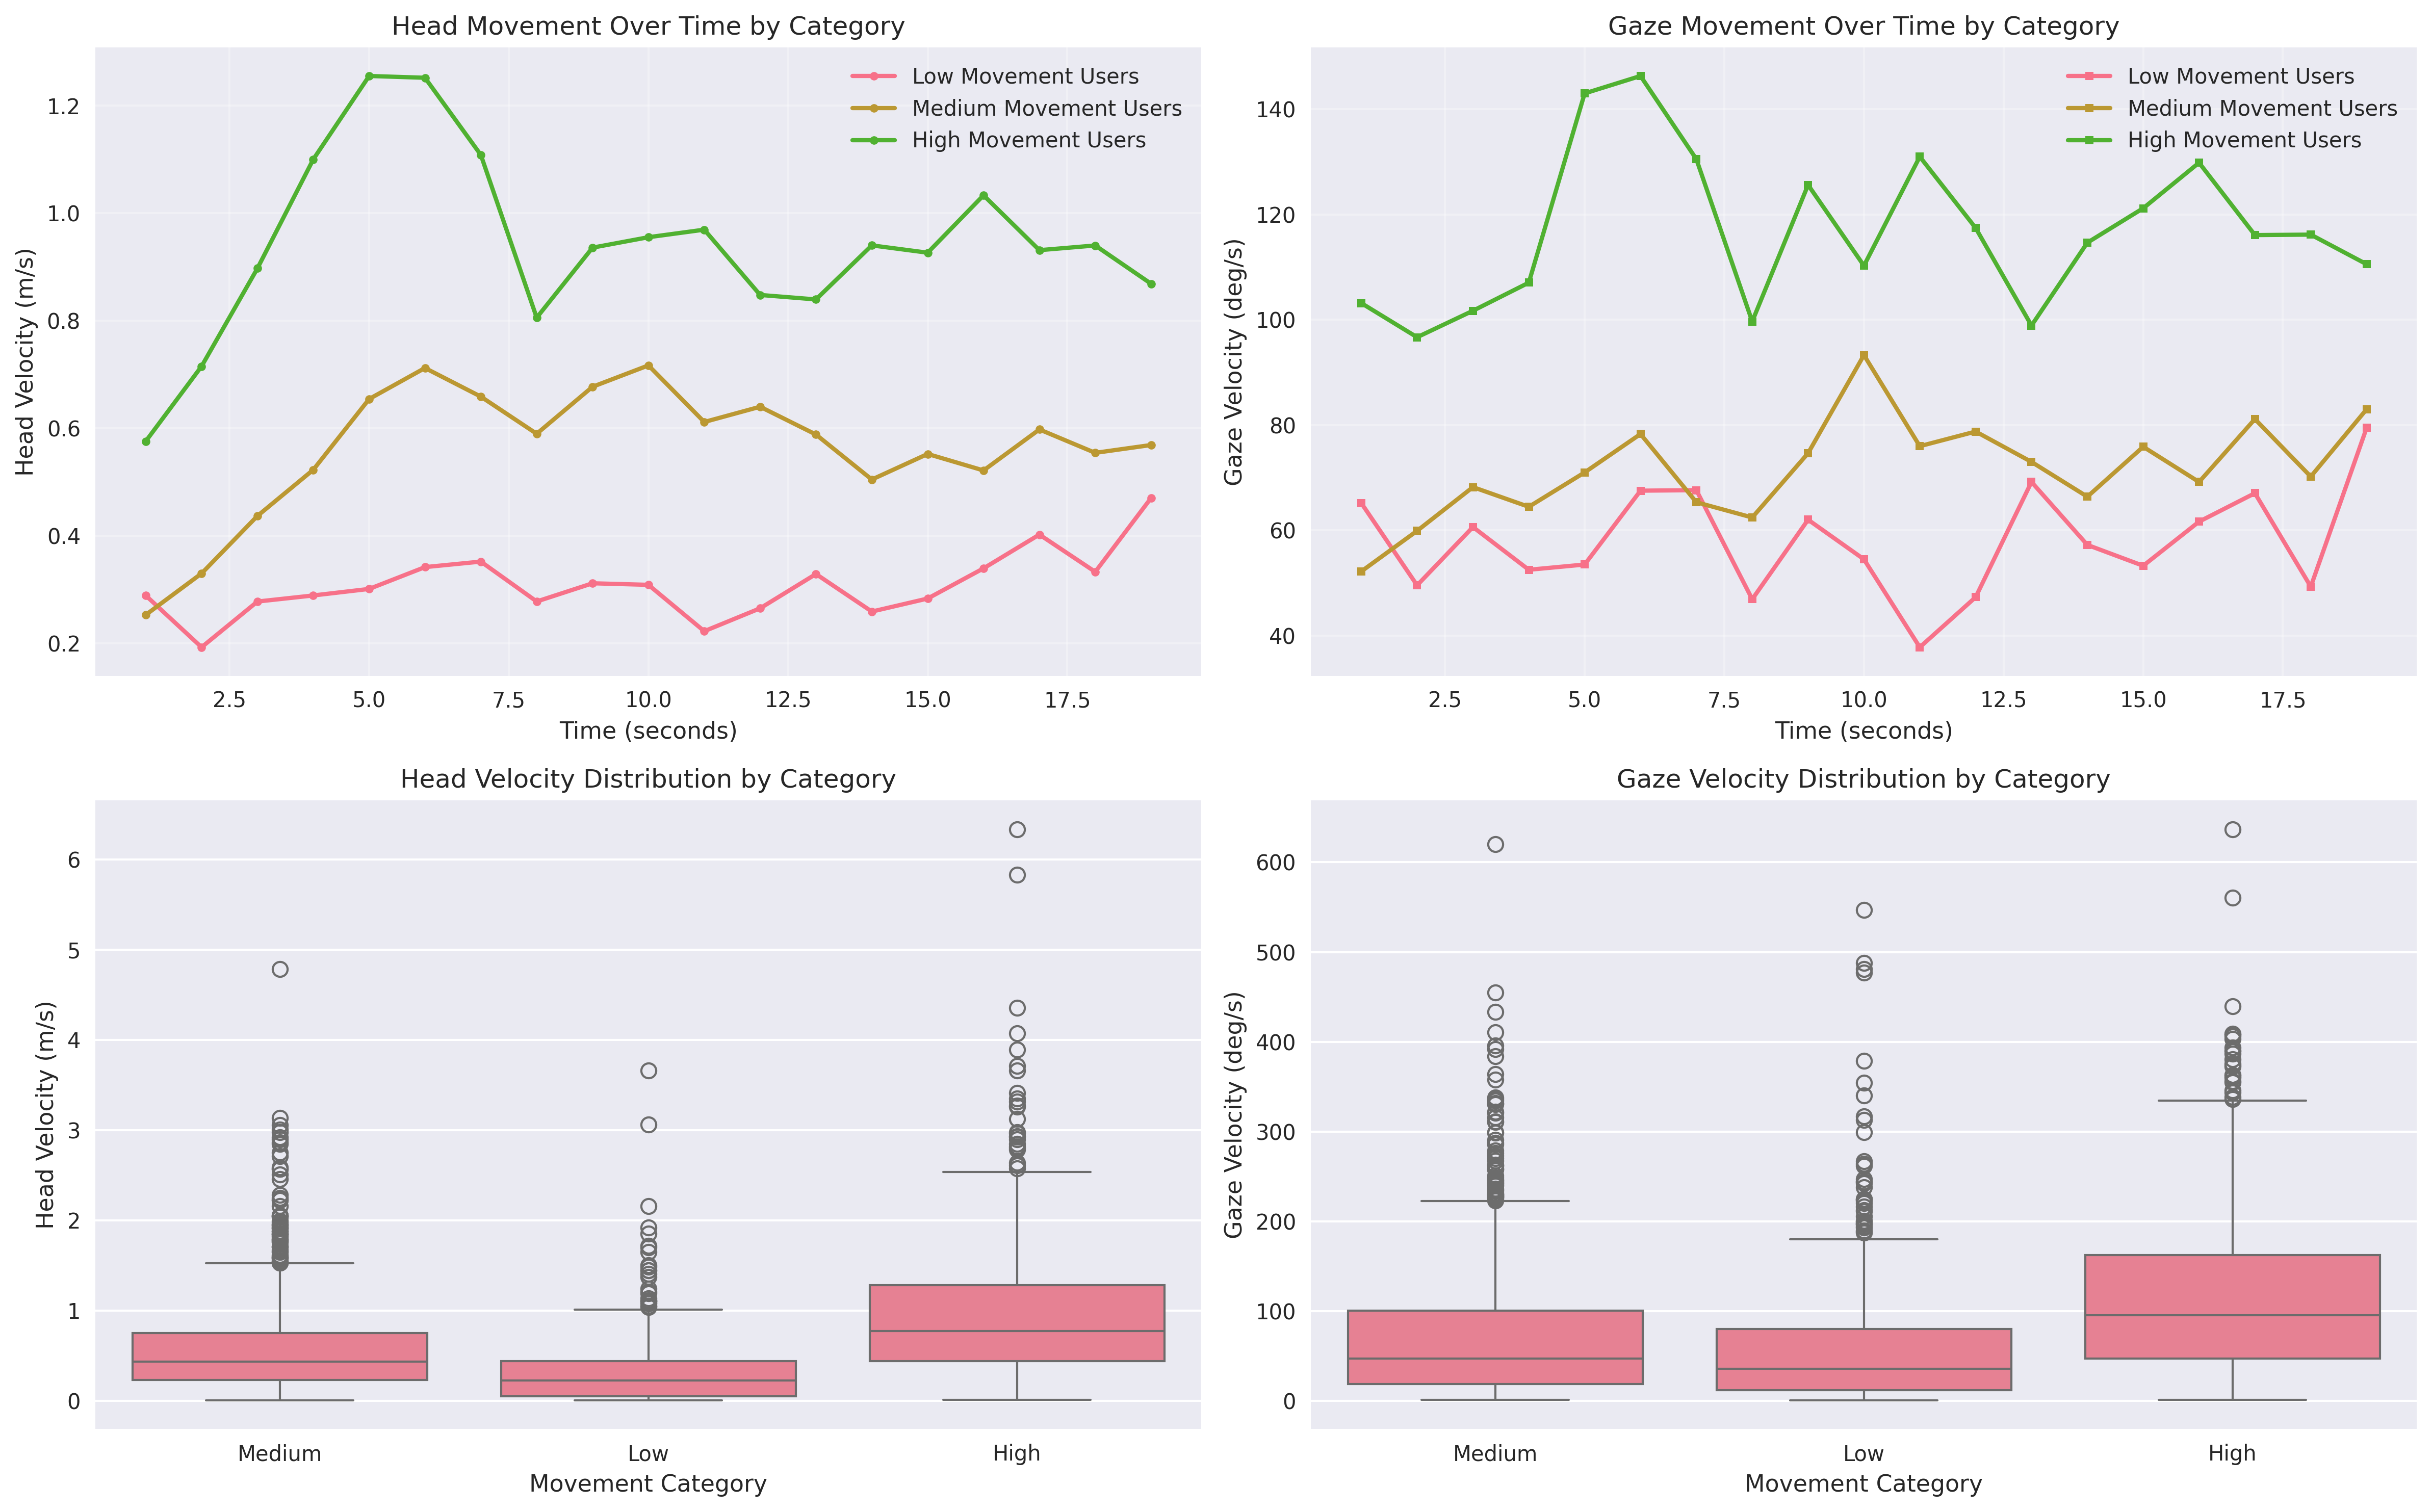 Head Movement Over Time by Category
Head Velocity (m/s)
1.2
1.0
0.8
0.6
0.4
0.2
Low Movement Users
Medium Movement Users
High Movement Users
2.5 5.0 7.5 10.0 12.5 15.0 17.5
Time (seconds)
Gaze Movement Over Time by Category
Gaze Velocity (deg/s)
140
120
100
80
60
40
Low Movement Users
Medium Movement Users
High Movement Users
2.5 5.0 7.5 10.0 12.5 15.0 17.5
Time (seconds)
Head Velocity Distribution by Category
Head Velocity (m/s)
6
5
4
3
2
1
0
Medium Low High
Movement Category
Gaze Velocity Distribution by Category
Gaze Velocity (deg/s)
600
500
400
300
200
100
0
Medium Low High
Movement Category